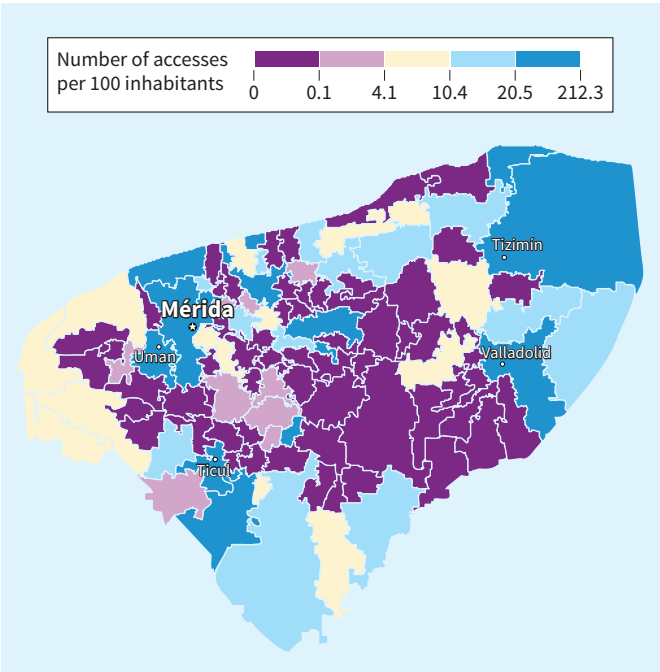 Number of accesses
per 100 inhabitants
0 0.1 4.1 10.4 20.5 212.3
Tizimín
Mérida
Uman
Valladolid
Ticul